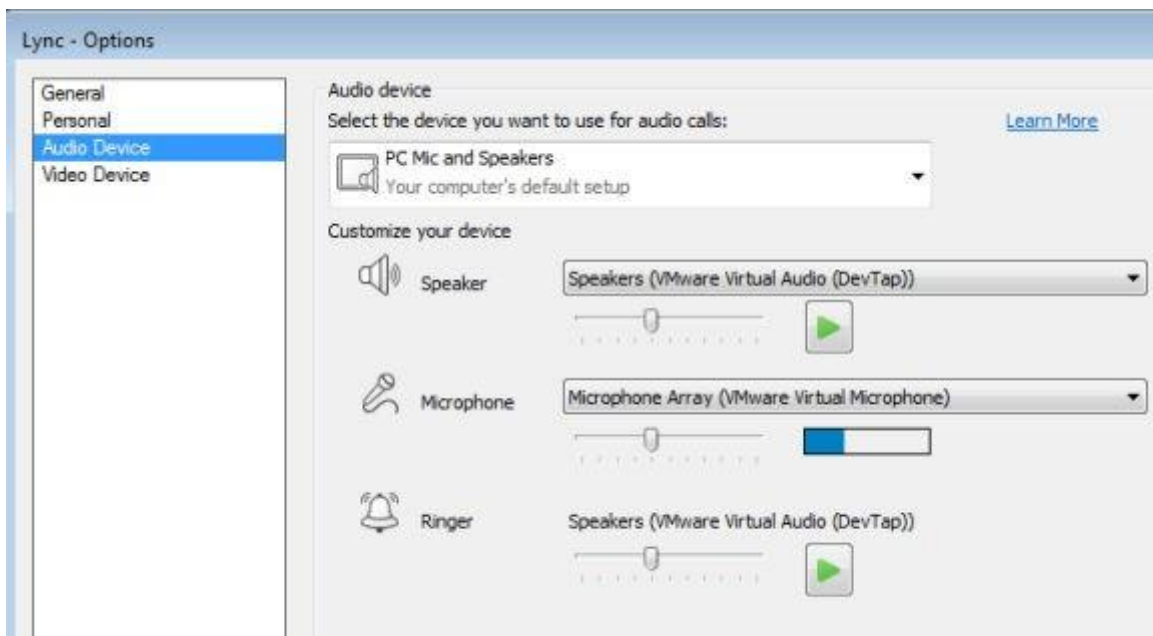 Lync - Options
General
Personal
Audio Device
Video Device
Audio device
Select the device you want to use for audio calls:
Learn More
PC Mic and Speakers
Your computer's default setup
Customize your device
Speaker
Speakers (VMware Virtual Audio (DevTap))
Microphone
Microphone Array (VMware Virtual Microphone)
Ringer
Speakers (VMware Virtual Audio (DevTap))